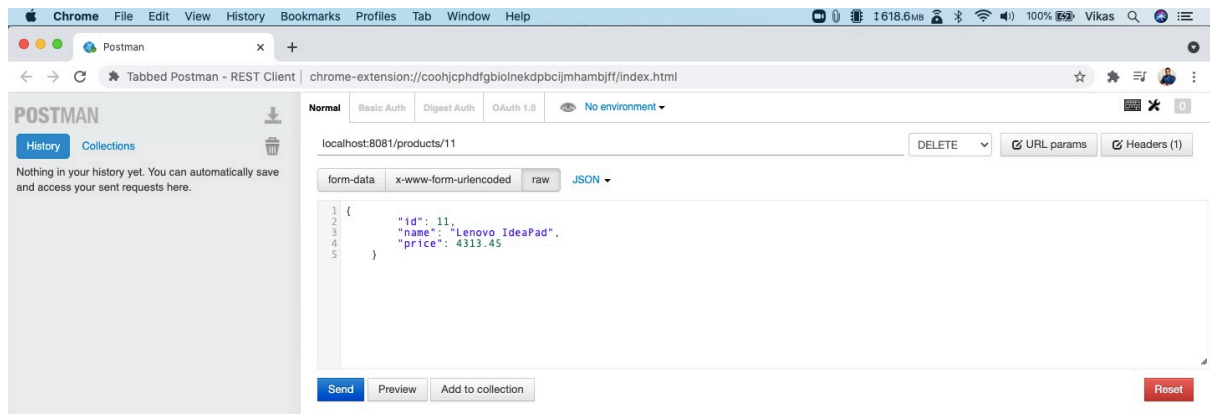 Chrome File Edit View History Bookmarks Profiles Tab Window Help 1618.6MB 100% Vikas
Postman
Tabbed Postman - REST Client | chrome-extension://coohjcphdfgbiolnekdpbcijmhambjff/index.html
POSTMAN
Normal Basic Auth Digest Auth OAuth 1.0 No environment
0
History Collections
Nothing in your history yet. You can automatically save
and access your sent requests here.
localhost:8081/products/11 DELETE URL params Headers (1)
form-data x-www-form-urlencoded raw JSON
1 {
2 "id": 11,
3 "name": "Lenovo IdeaPad",
4 "price": 4313.45
5 }
Send Preview Add to collection Reset